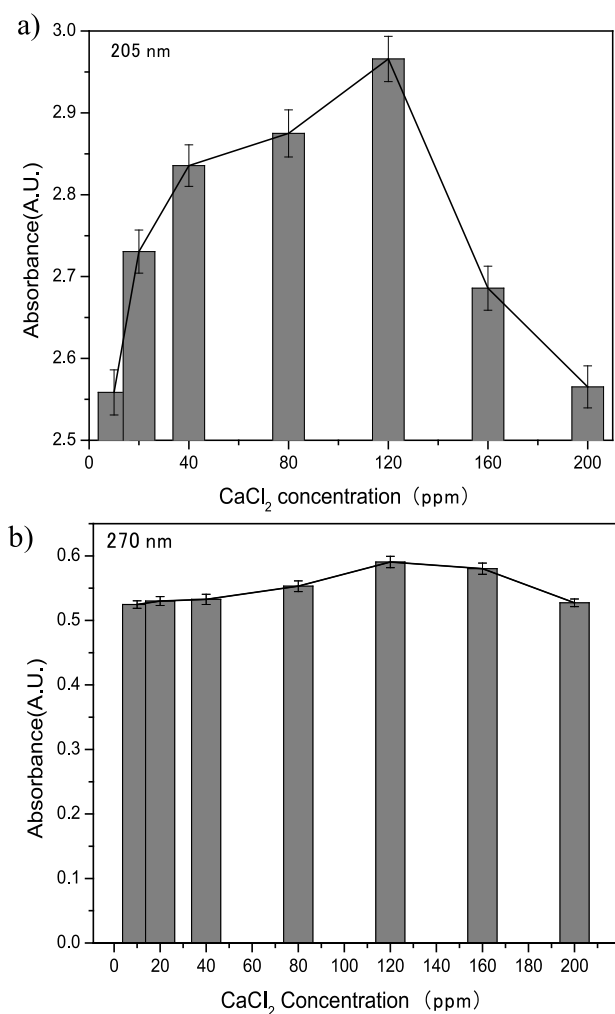 a)
205 nm
3.0
2.9
2.8
2.7
2.6
2.5
Absorbance(A.U.)
0 40 80 120 160 200
CaCl₂ concentration (ppm)
b)
270 nm
0.6
0.5
0.4
0.3
0.2
0.1
0.0
Absorbance(A.U.)
0 20 40 60 80 100 120 140 160 180 200
CaCl₂ Concentration (ppm)